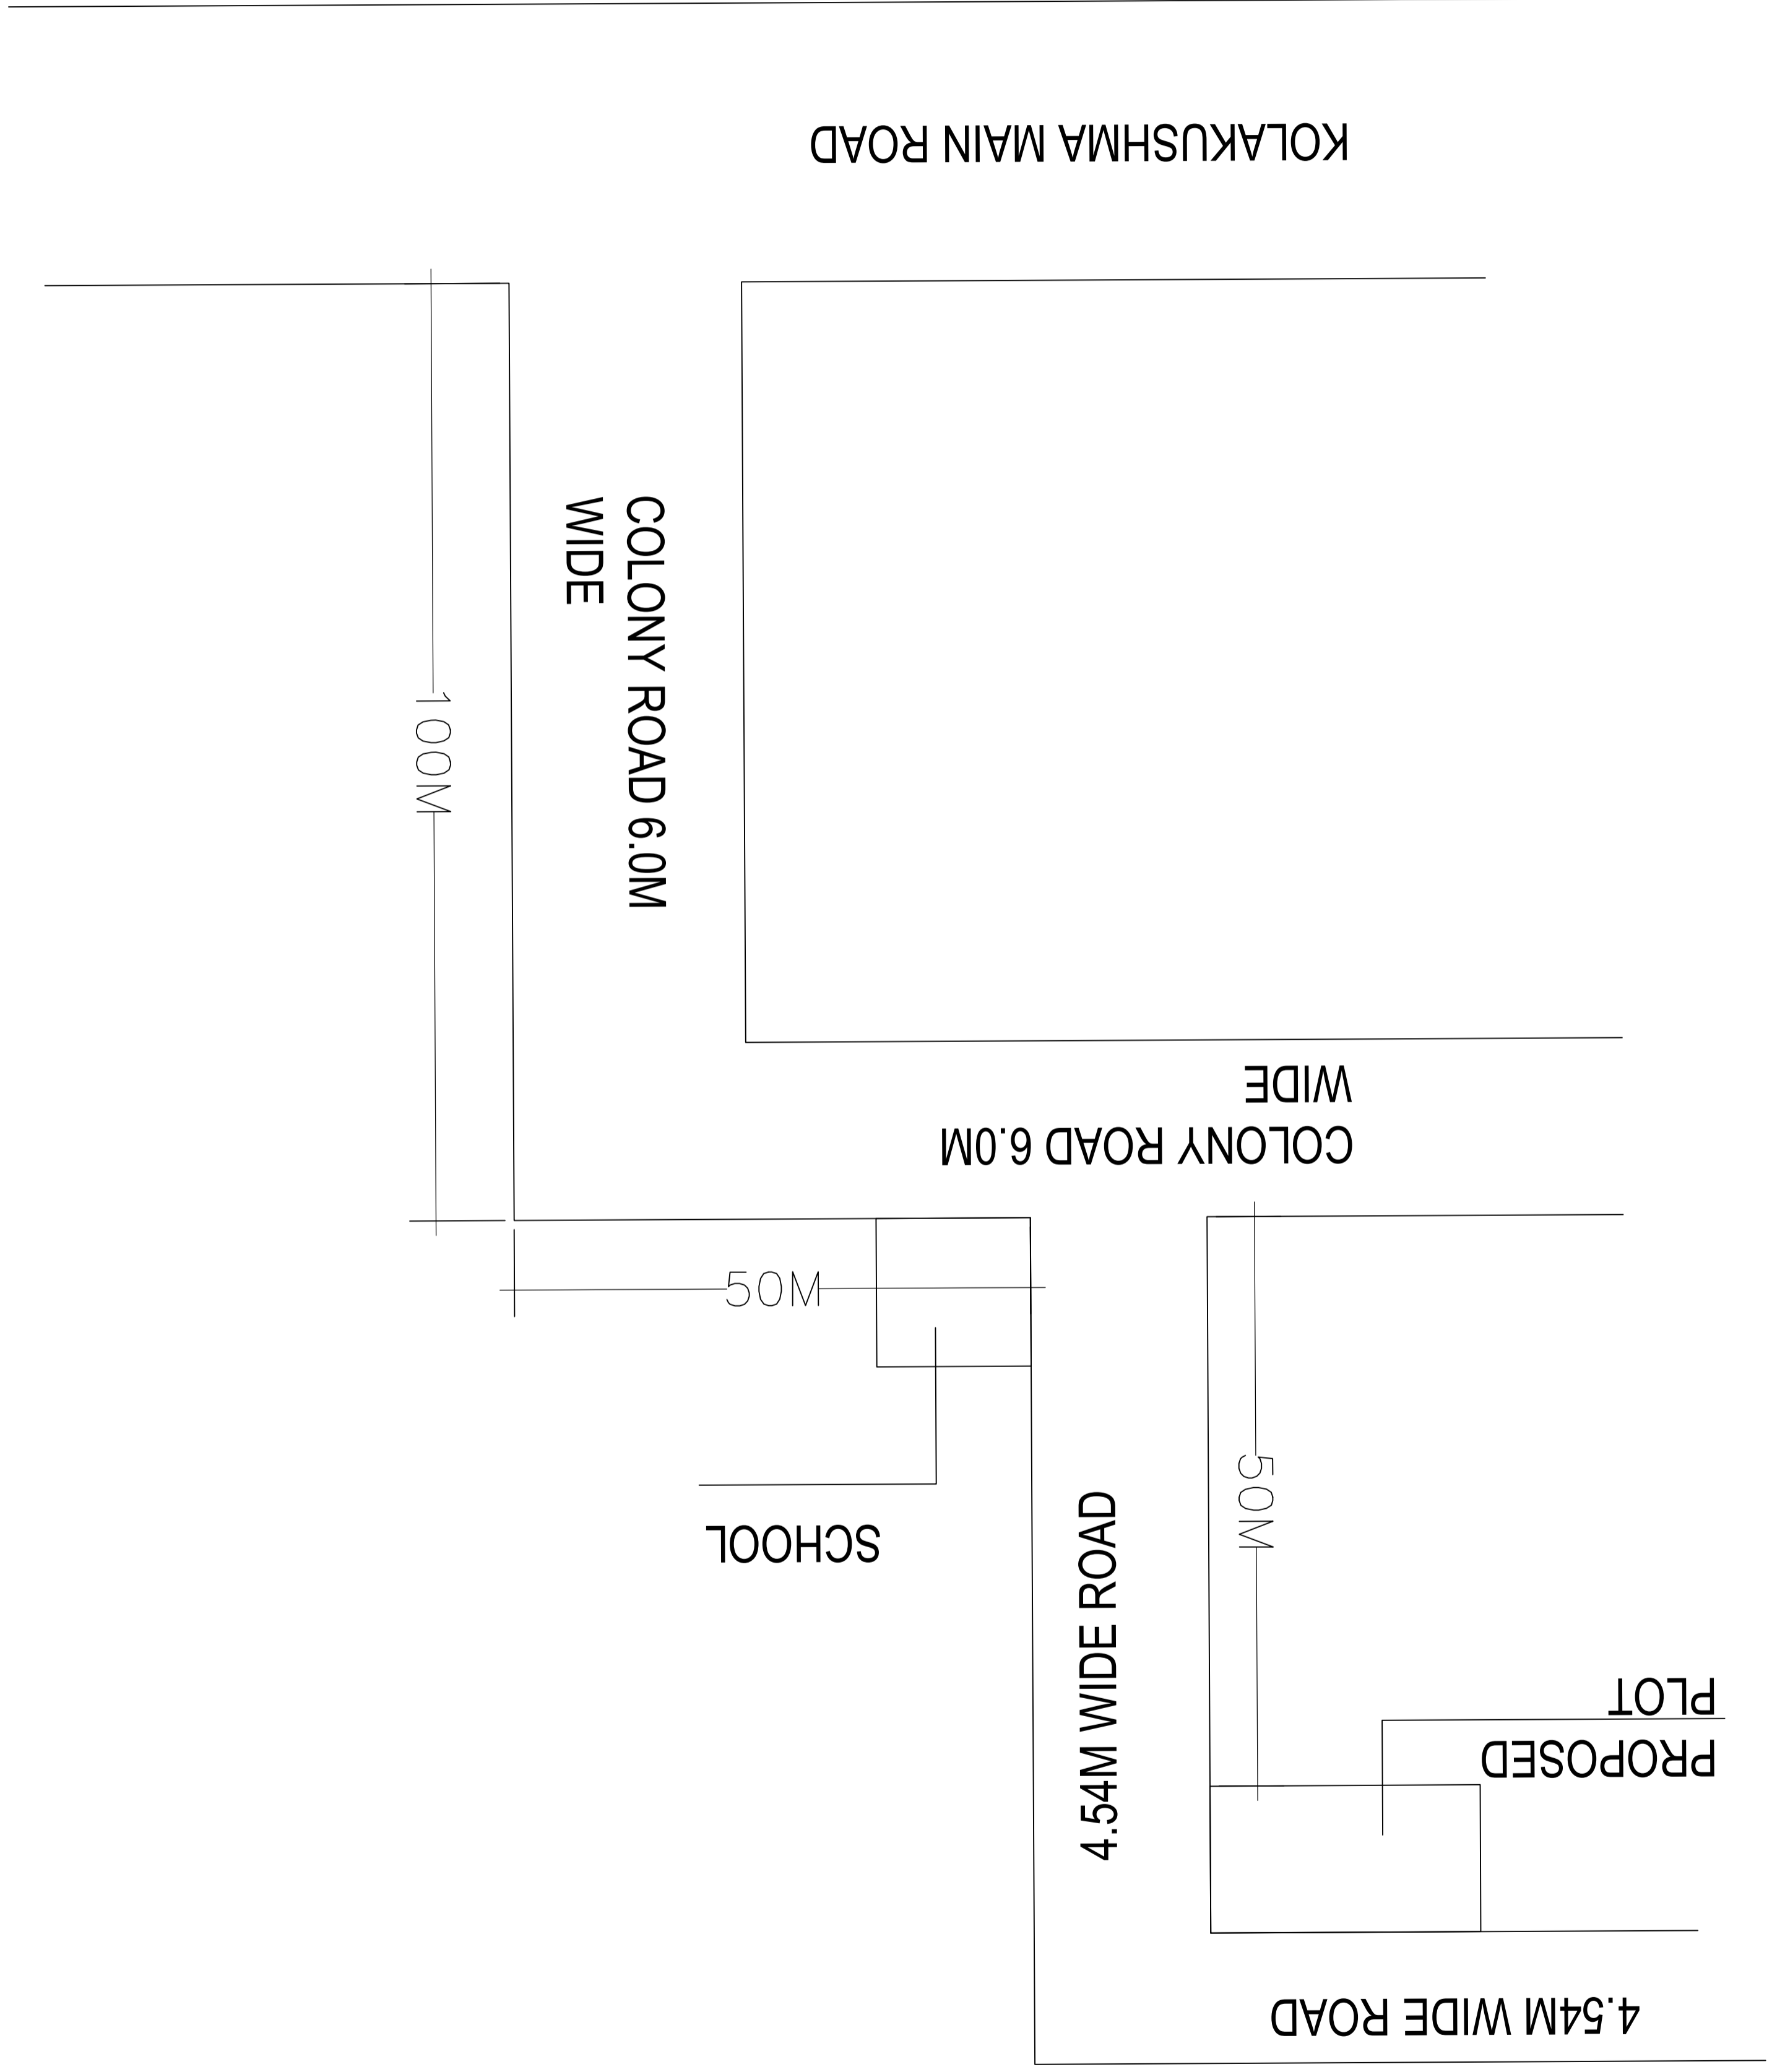 KOLAKUSHMA MAIN ROAD
COLONY ROAD 6.0M
WIDE
100M
COLONY ROAD 6.0M
WIDE
50M
SCHOOL
4.54M WIDE ROAD
50M
PROPOSED
PLOT
4.54M WIDE ROAD